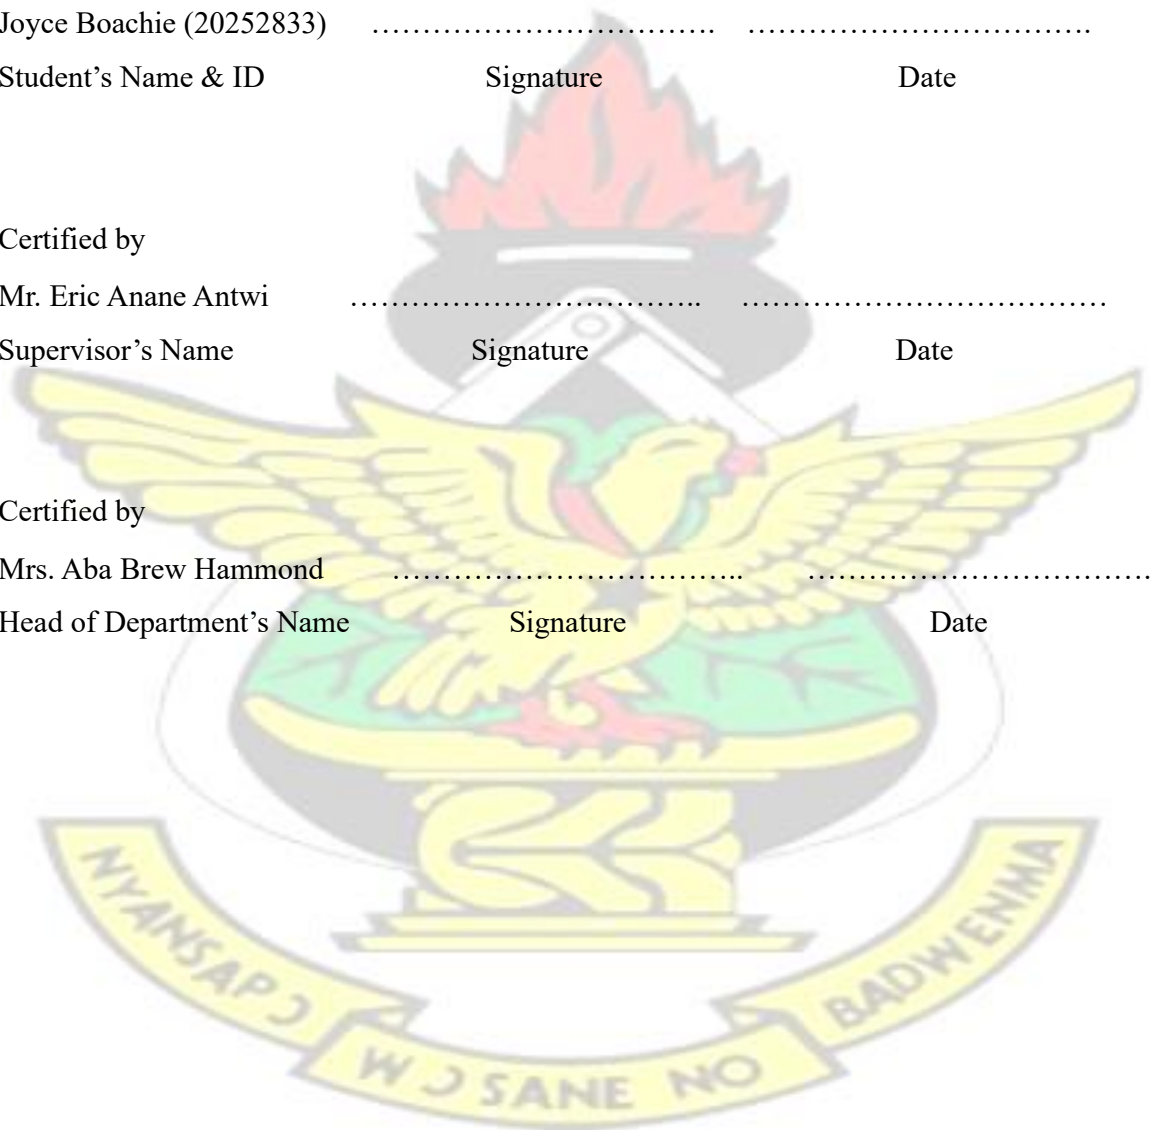 Joyce Boachie (20252833) ……………………………. …………………………….
Student’s Name & ID Signature Date
Certified by
Mr. Eric Anane Antwi …………………………….. ………………………………
Supervisor’s Name Signature Date
Certified by
Mrs. Aba Brew Hammond …………………………….. …………………………….
Head of Department’s Name Signature Date
NYANSAPƆ
WƆSANE NO
BADWENMA